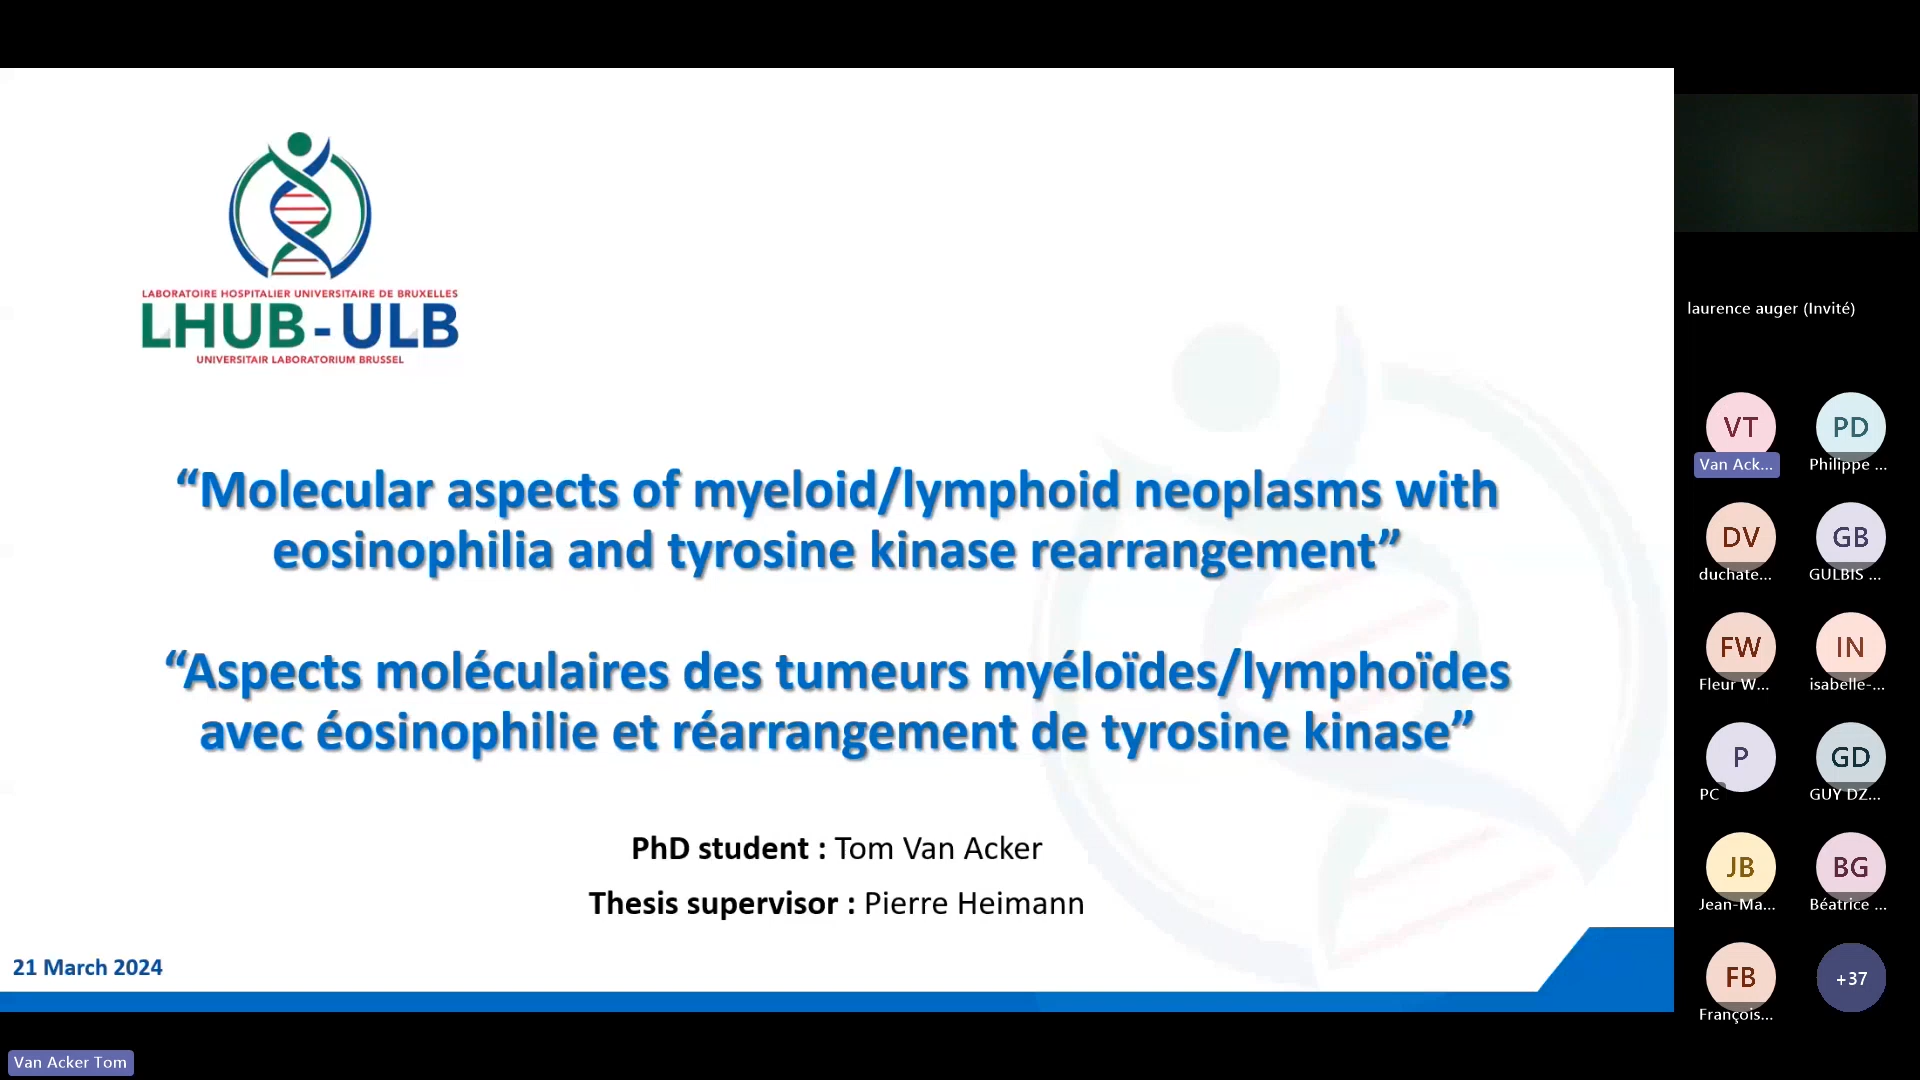 LABORATOIRE HOSPITALIER UNIVERSITAIRE DE BRUXELLES
LHUB-ULB
UNIVERSITAIR LABORATORIUM BRUSSEL
“Molecular aspects of myeloid/lymphoid neoplasms with
eosinophilia and tyrosine kinase rearrangement”
“Aspects moléculaires des tumeurs myéloïdes/lymphoïdes
avec éosinophilie et réarrangement de tyrosine kinase”
PhD student : Tom Van Acker
Thesis supervisor : Pierre Heimann
21 March 2024
Van Acker Tom
laurence auger (Invité)
VT
Van Ack...
PD
Philippe ...
DV
duchate...
GB
GULBIS ...
FW
Fleur W...
IN
isabelle-...
P
PC
GD
GUY DZ...
JB
Jean-Ma...
BG
Béatrice ...
FB
François...
+37